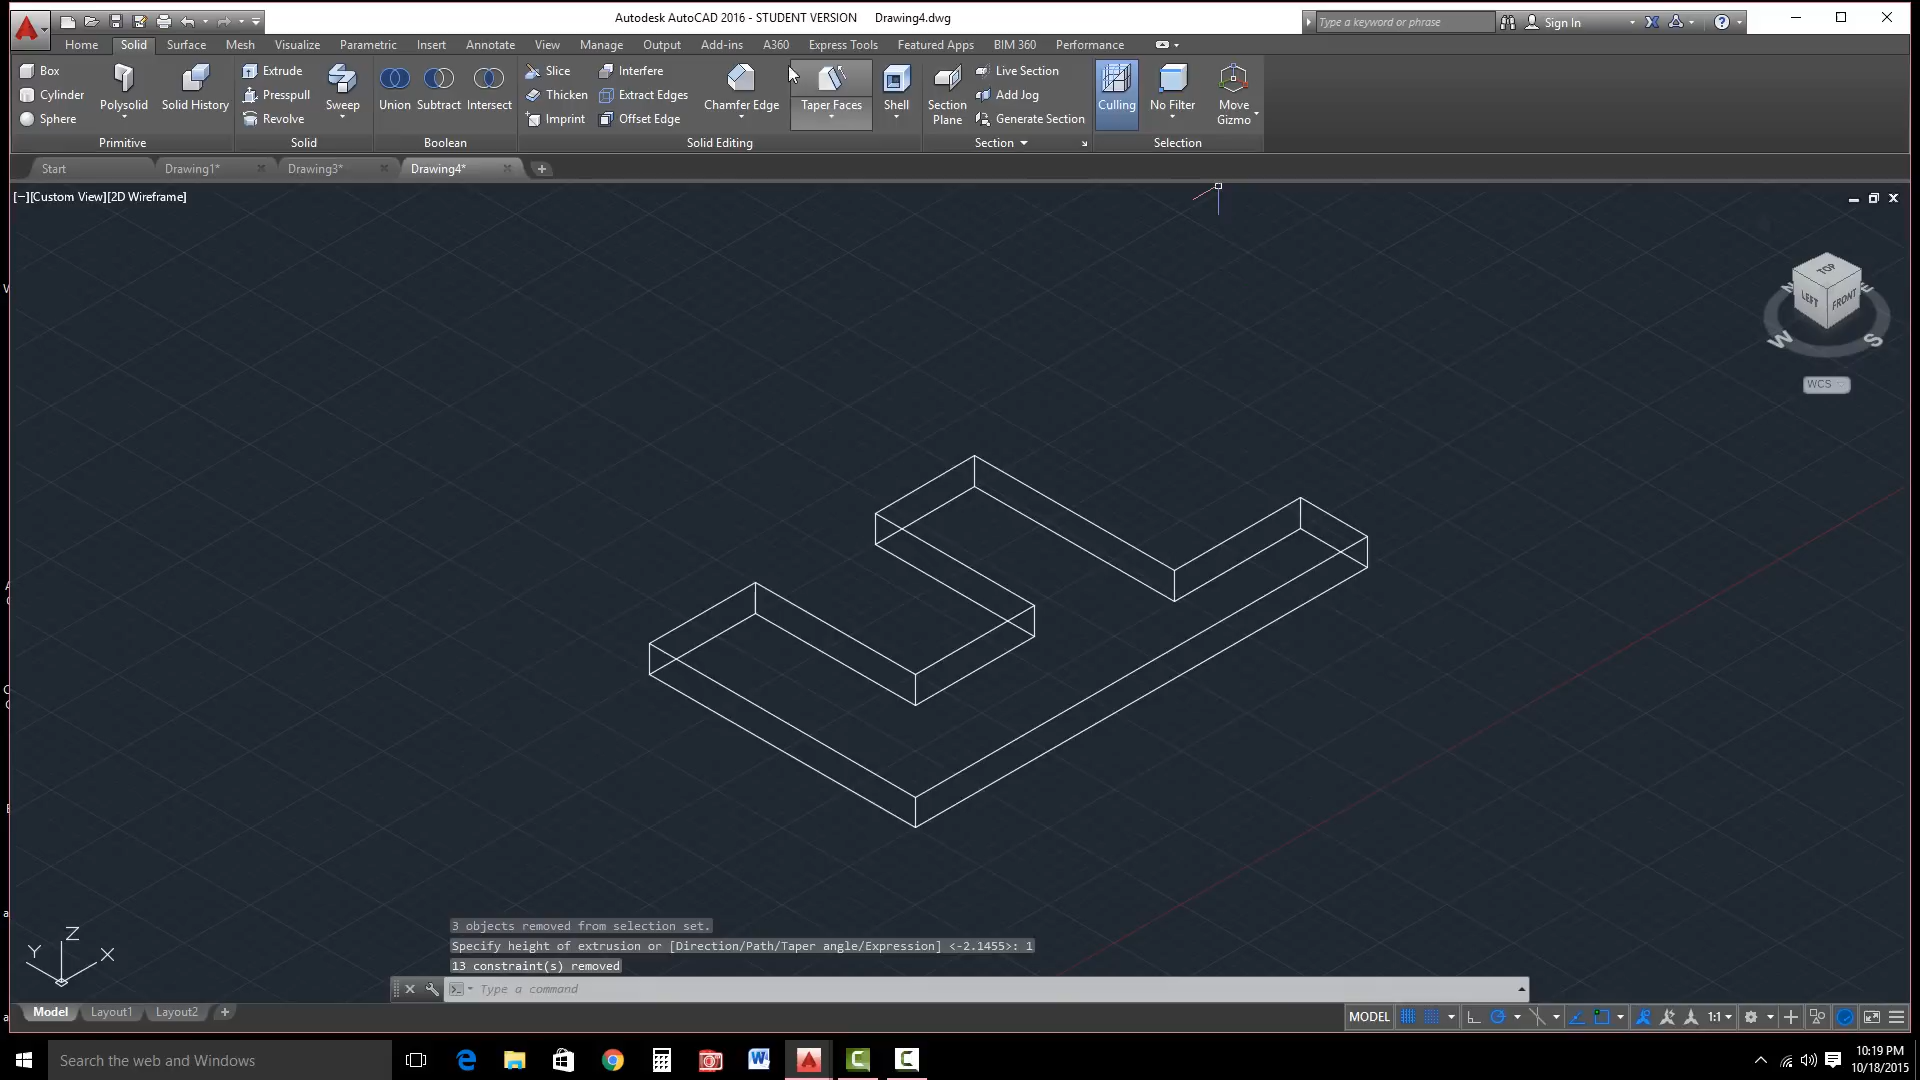 Autodesk AutoCAD 2016 - STUDENT VERSION Drawing4.dwg
Type a keyword or phrase
Sign In
Home Solid Surface Mesh Visualize Parametric Insert Annotate View Manage Output Add-ins A360 Express Tools Featured Apps BIM 360 Performance
Box
Cylinder
Sphere
Polysolid
Solid History
Primitive
Extrude
Presspull
Revolve
Sweep
Solid
Union
Subtract
Intersect
Boolean
Slice
Thicken
Imprint
Interfere
Extract Edges
Offset Edge
Chamfer Edge
Taper Faces
Shell
Solid Editing
Section
Plane
Live Section
Add Jog
Generate Section
Section
Culling
No Filter
Move
Gizmo
Selection
Start
Drawing1*
Drawing3*
Drawing4*
[−][Custom View][2D Wireframe]
TOP
LEFT
FRONT
W
S
WCS
Z
Y
X
3 objects removed from selection set.
Specify height of extrusion or [Direction/Path/Taper angle/Expression] <-2.1455>: 1
13 constraint(s) removed
Type a command
Model
Layout1
Layout2
MODEL
1:1
Search the web and Windows
10:19 PM
10/18/2015